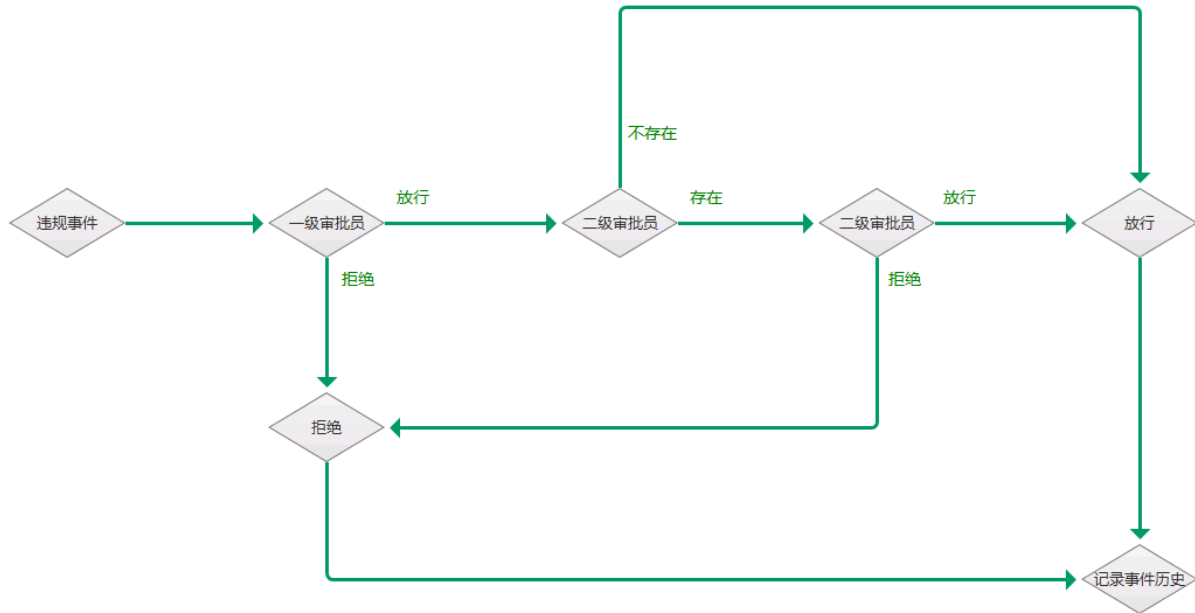 不存在
放行
存在
放行
违规事件
一级审批员
二级审批员
二级审批员
放行
拒绝
拒绝
拒绝
记录事件历史